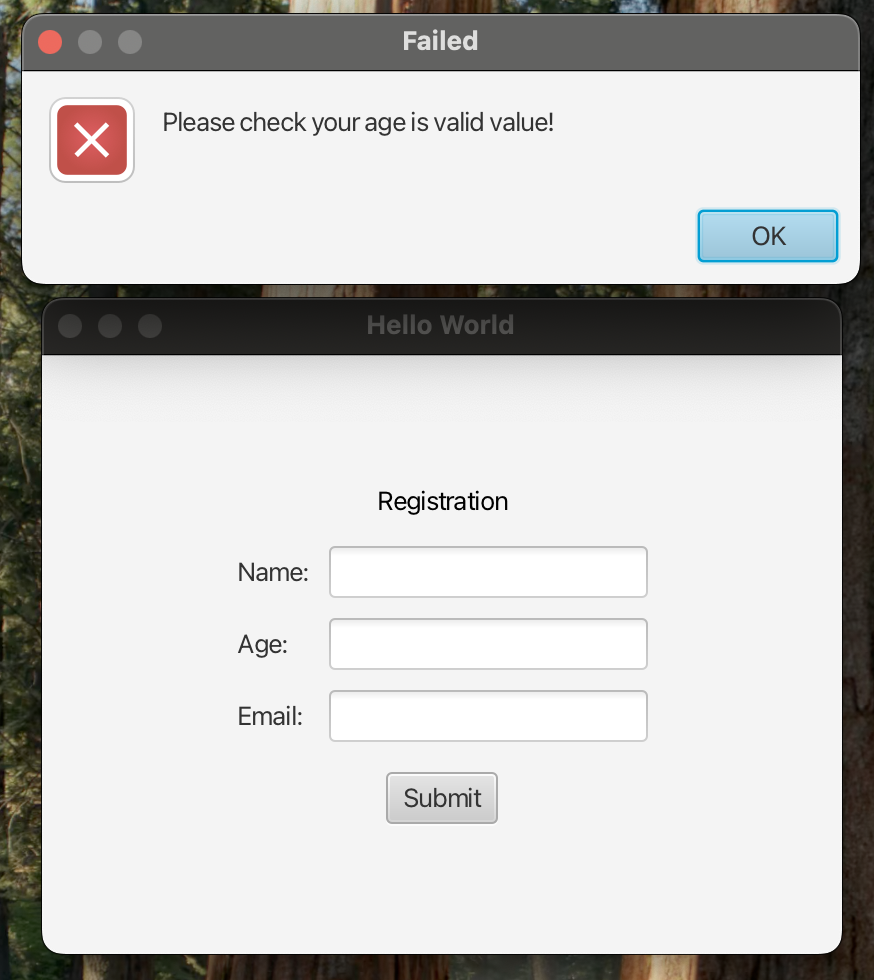 Failed
Please check your age is valid value!
OK
Hello World
Registration
Name:
Age:
Email:
Submit